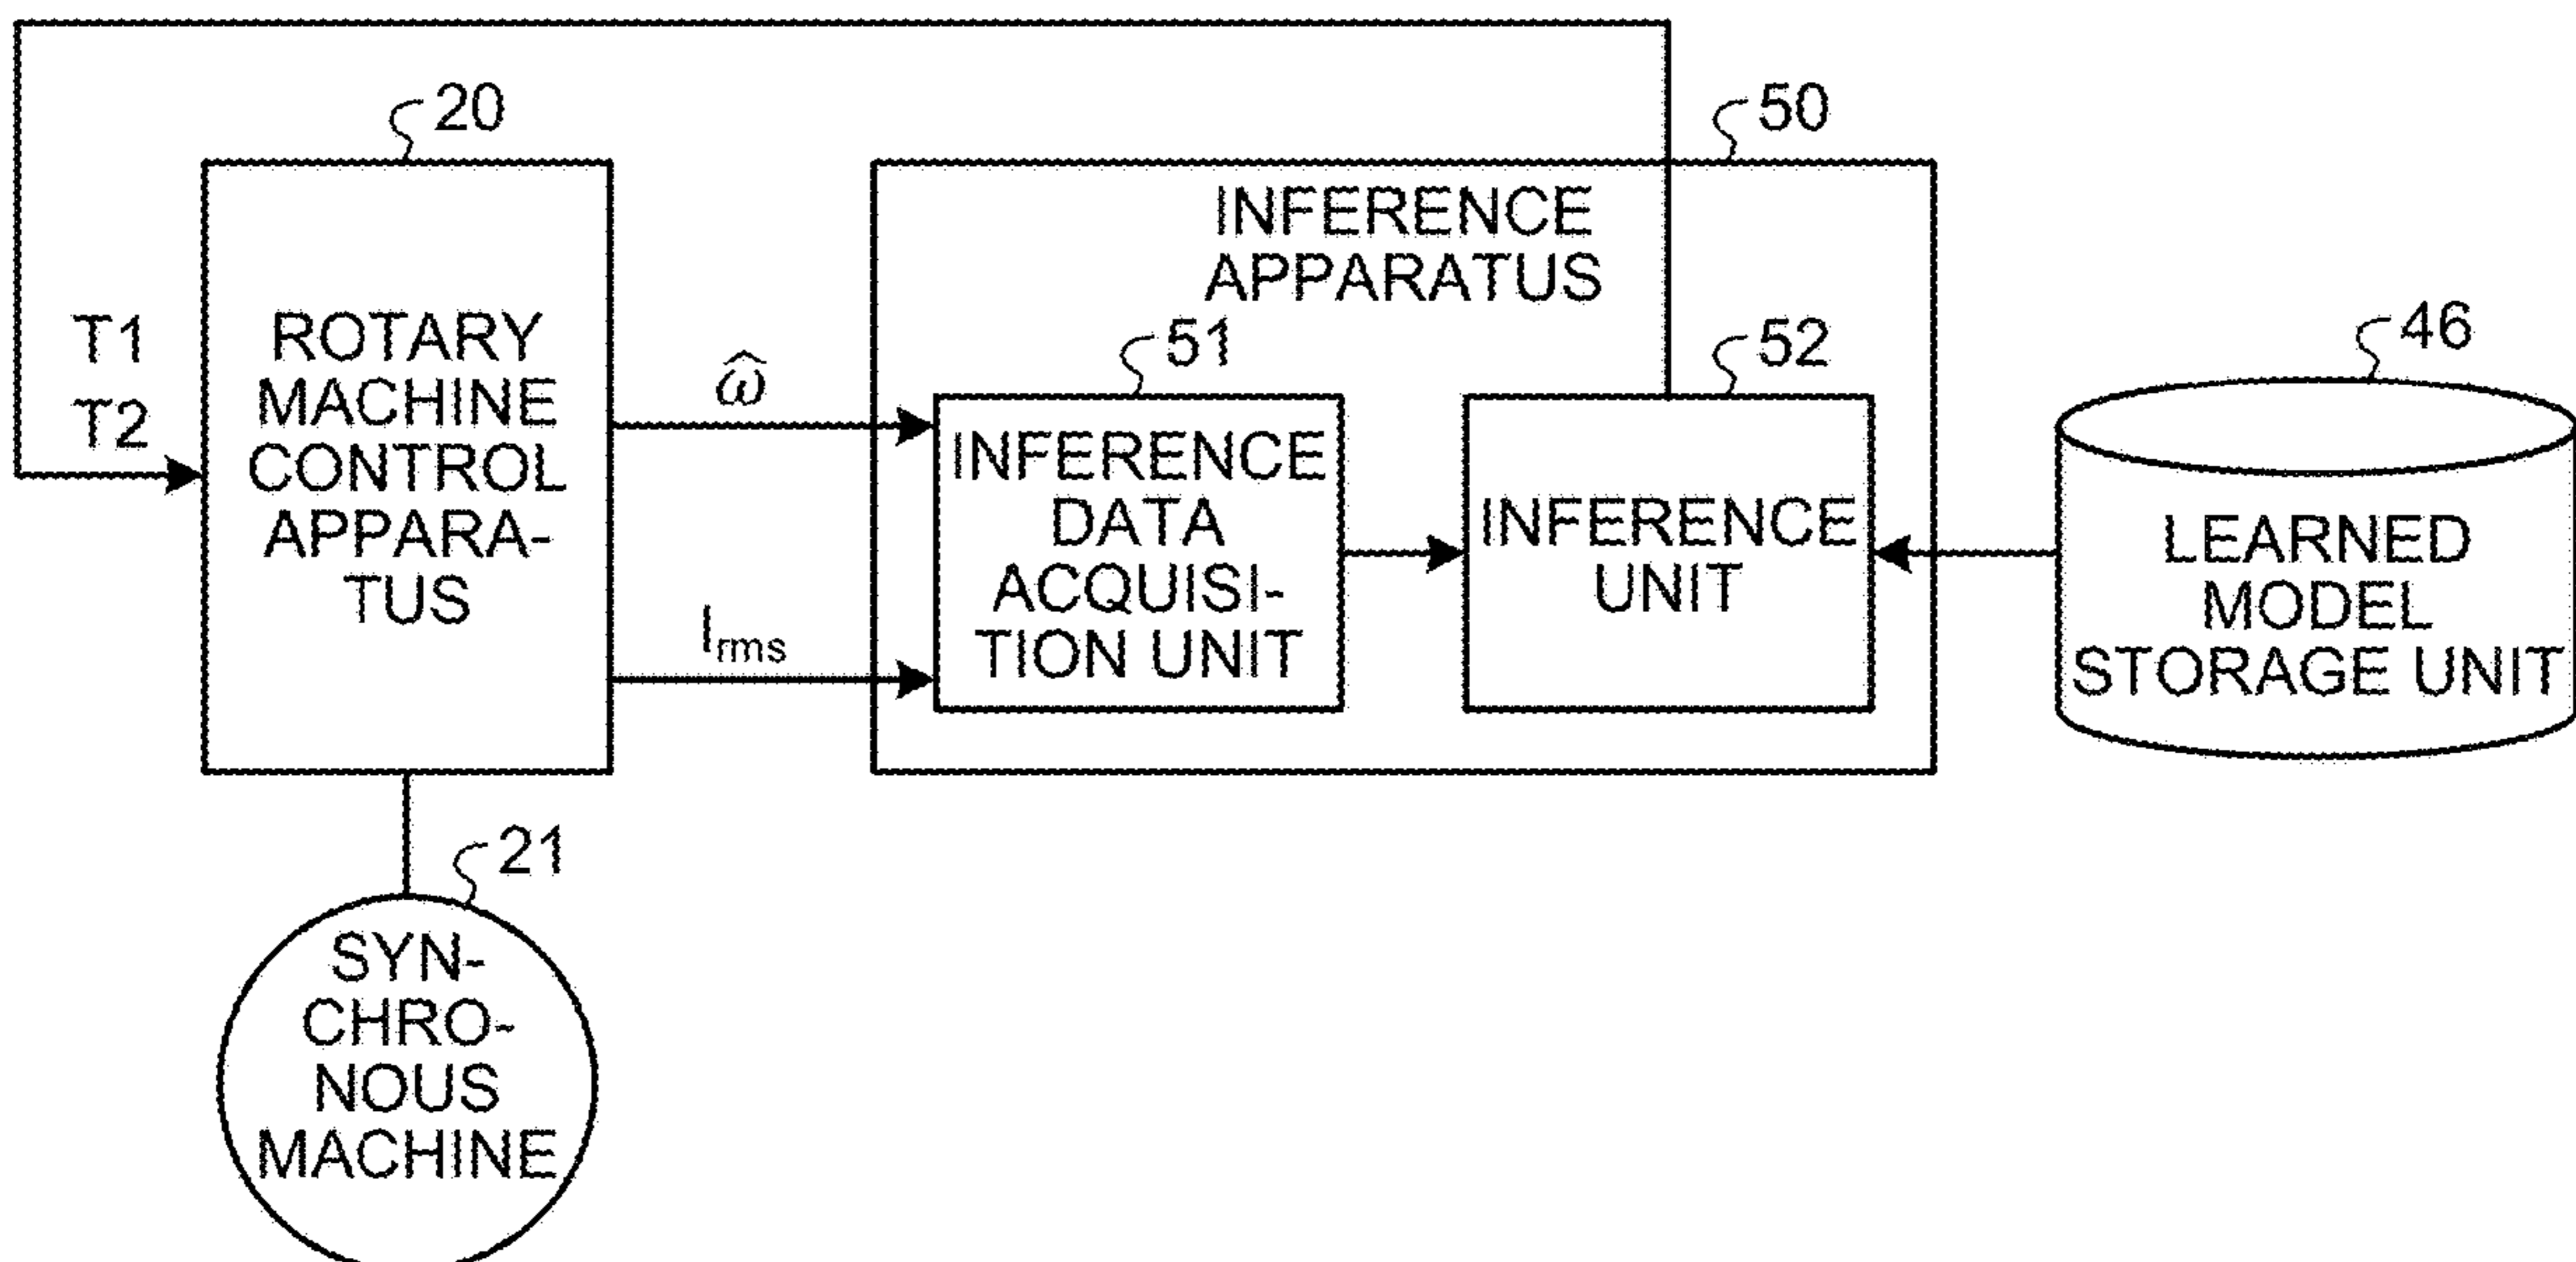 20
50
INFERENCE
APPARATUS
T1
T2
ROTARY
MACHINE
CONTROL
APPARA-
TUS
ω̂
I_rms
51
INFERENCE
DATA
ACQUISI-
TION UNIT
52
INFERENCE
UNIT
46
LEARNED
MODEL
STORAGE UNIT
21
SYN-
CHRO-
NOUS
MACHINE